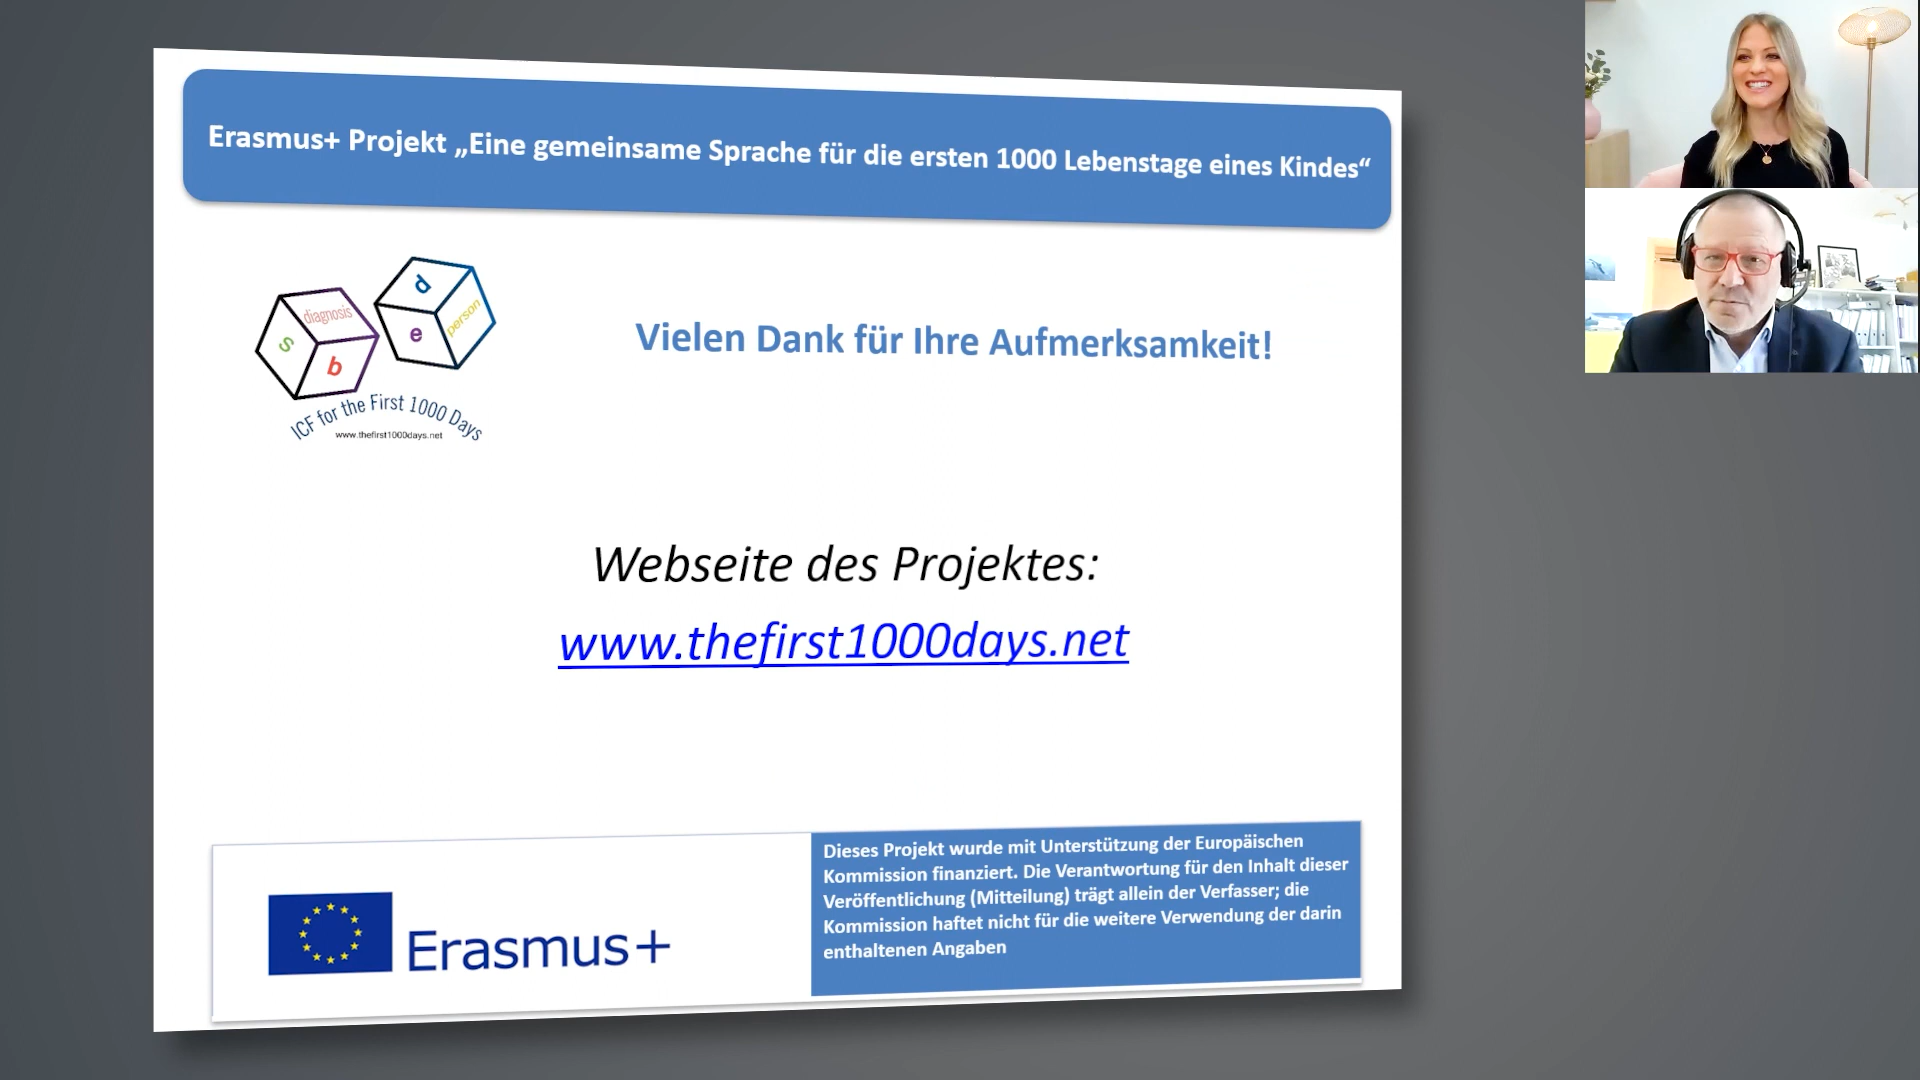 Erasmus+ Projekt „Eine gemeinsame Sprache für die ersten 1000 Lebenstage eines Kindes“
d
e
person
diagnosis
s
b
ICF for the First 1000 Days
www.thefirst1000days.net
Vielen Dank für Ihre Aufmerksamkeit!
Webseite des Projektes:
www.thefirst1000days.net
Erasmus+
Dieses Projekt wurde mit Unterstützung der Europäischen
Kommission finanziert. Die Verantwortung für den Inhalt dieser
Veröffentlichung (Mitteilung) trägt allein der Verfasser; die
Kommission haftet nicht für die weitere Verwendung der darin
enthaltenen Angaben